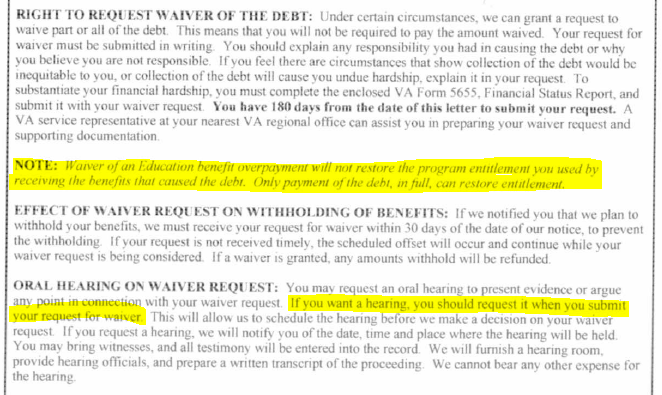 RIGHT TO REQUEST WAIVER OF THE DEBT: Under certain circumstances, we can grant a request to
waive part or all of the debt. This means that you will not be required to pay the amount waived. Your request for
waiver must be submitted in writing. You should explain any responsibility you had in causing the debt or why
you believe you are not responsible. If you feel there are circumstances that show collection of the debt would be
inequitable to you, or collection of the debt will cause you undue hardship, explain it in your request. To
substantiate your financial hardship, you must complete the enclosed VA Form 5655, Financial Status Report, and
submit it with your waiver request. You have 180 days from the date of this letter to submit your request. A
VA service representative at your nearest VA regional office can assist you in preparing your waiver request and
supporting documentation.
NOTE: Waiver of an Education benefit overpayment will not restore the program entitlement you used by
receiving the benefits that caused the debt. Only payment of the debt, in full, can restore entitlement.
EFFECT OF WAIVER REQUEST ON WITHHOLDING OF BENEFITS: If we notified you that we plan to
withhold your benefits, we must receive your request for waiver within 30 days of the date of our notice, to prevent
the withholding. If your request is not received timely, the scheduled offset will occur and continue while your
waiver request is being considered. If a waiver is granted, any amounts withheld will be refunded.
ORAL HEARING ON WAIVER REQUEST: You may request an oral hearing to present evidence or argue
any point in connection with your waiver request. If you want a hearing, you should request it when you submit
your request for waiver. This will allow us to schedule the hearing before we make a decision on your waiver
request. If you request a hearing, we will notify you of the date, time and place where the hearing will be held.
You may bring witnesses, and all testimony will be entered into the record. We will furnish a hearing room,
provide hearing officials, and prepare a written transcript of the proceeding. We cannot bear any other expense for
the hearing.